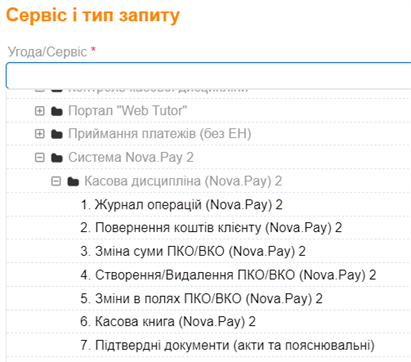 Сервіс і тип запиту
Угода/Сервіс *
Контроль касової дисципліни
Портал "Web Tutor"
Приймання платежів (без ЕН)
Система Nova.Pay 2
Касова дисципліна (Nova.Pay) 2
1. Журнал операцій (Nova.Pay) 2
2. Повернення коштів клієнту (Nova.Pay) 2
3. Зміна суми ПКО/ВКО (Nova.Pay) 2
4. Створення/Видалення ПКО/ВКО (Nova.Pay) 2
5. Зміни в полях ПКО/ВКО (Nova.Pay) 2
6. Касова книга (Nova.Pay) 2
7. Підтвердні документи (акти та пояснювальні)